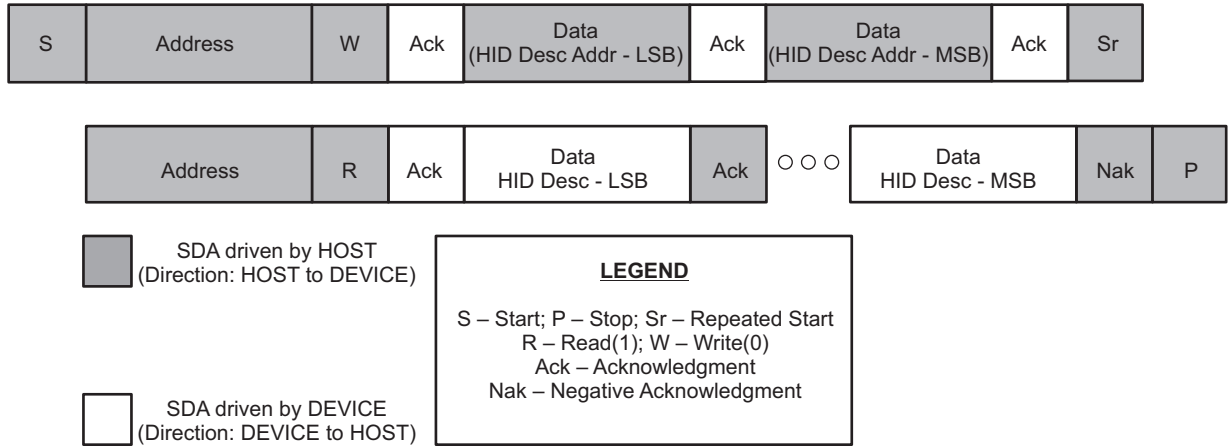 S Address W Ack Data (HID Desc Addr - LSB) Ack Data (HID Desc Addr - MSB) Ack Sr
Address R Ack Data HID Desc - LSB Ack Data HID Desc - MSB Nak P
SDA driven by HOST
(Direction: HOST to DEVICE)
LEGEND
S – Start; P – Stop; Sr – Repeated Start
R – Read(1); W – Write(0)
Ack – Acknowledgment
Nak – Negative Acknowledgment
SDA driven by DEVICE
(Direction: DEVICE to HOST)